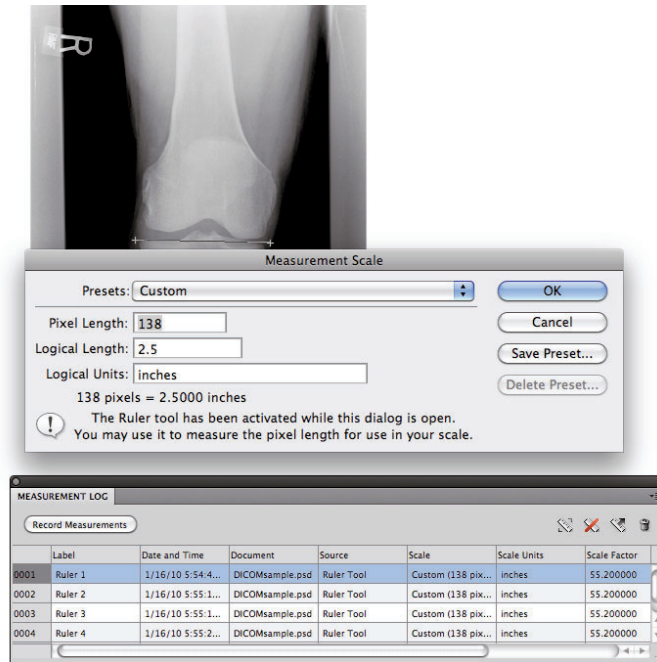 R
Measurement Scale
Presets: Custom
OK
Pixel Length: 138
Cancel
Logical Length: 2.5
Save Preset...
Logical Units: inches
Delete Preset...
138 pixels = 2.5000 inches
The Ruler tool has been activated while this dialog is open.
You may use it to measure the pixel length for use in your scale.
MEASUREMENT LOG
Record Measurements
Label Date and Time Document Source Scale Scale Units Scale Factor
0001 Ruler 1 1/16/10 5:54:4... DICOMsample.psd Ruler Tool Custom (138 pix... inches 55.200000
0002 Ruler 2 1/16/10 5:55:1... DICOMsample.psd Ruler Tool Custom (138 pix... inches 55.200000
0003 Ruler 3 1/16/10 5:55:1... DICOMsample.psd Ruler Tool Custom (138 pix... inches 55.200000
0004 Ruler 4 1/16/10 5:55:2... DICOMsample.psd Ruler Tool Custom (138 pix... inches 55.200000